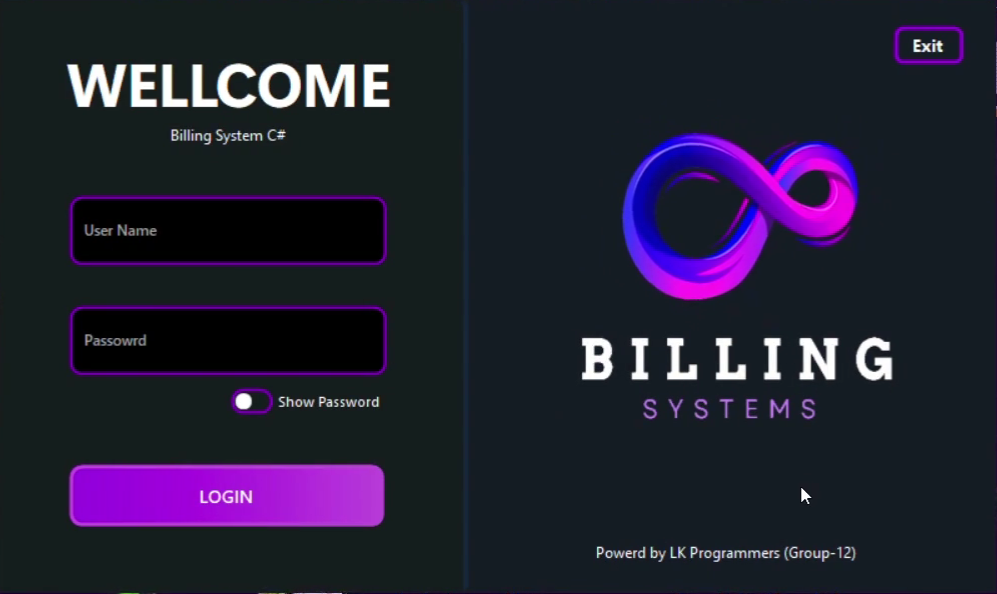 WELLCOME
Billing System C#
User Name
Passowrd
Show Password
LOGIN
Exit
BILLING
SYSTEMS
Powerd by LK Programmers (Group-12)